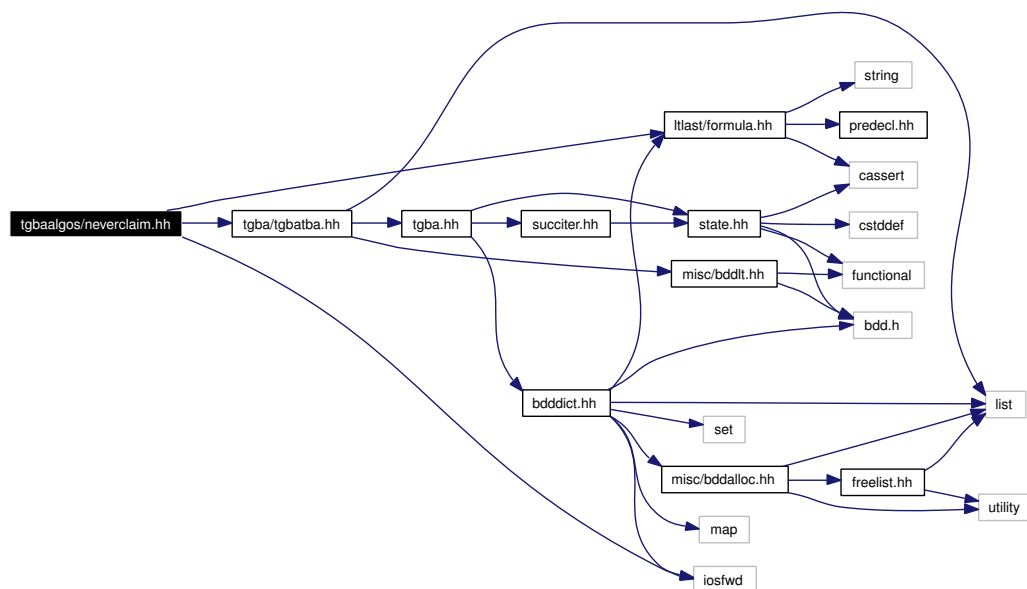 string
ltlast/formula.hh
predecl.hh
cassert
tgbaalgos/neverclaim.hh
tgba/tgbatba.hh
tgba.hh
succiter.hh
state.hh
cstddef
misc/bddlt.hh
functional
bdd.h
bdddict.hh
list
set
misc/bddalloc.hh
freelist.hh
utility
map
iosfwd